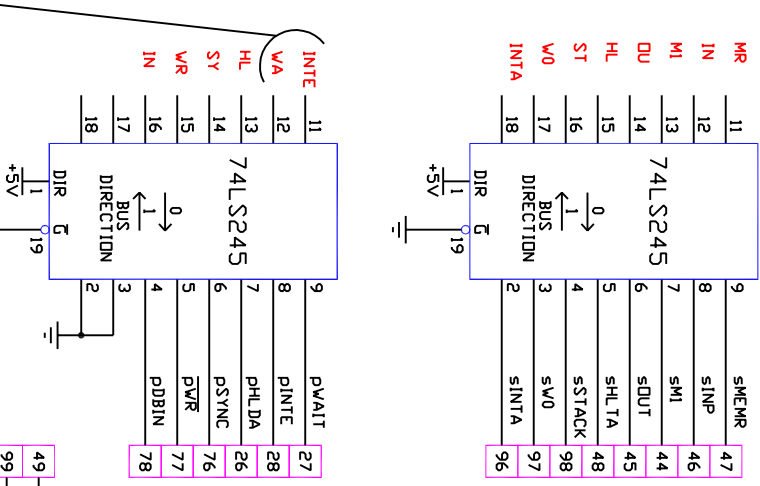 IN WR SY HL WA INTE
18 17 16 15 14 13 12 11
+5V 1 DIR
74LS245
0
1
BUS
DIRECTION
G
19
2 3 4 5 6 7 8 9
pDBIN pWR pSYNC pHLDA pINTE pWAIT
99 49
78 77 76 26 28 27
INTA W0 ST HL OU M1 IN MR
18 17 16 15 14 13 12 11
+5V 1 DIR
74LS245
0
1
BUS
DIRECTION
G
19
2 3 4 5 6 7 8 9
sINTA sW0 sSTACK sHLTA sOUT sM1 sINP sMEMR
96 97 98 48 45 44 46 47